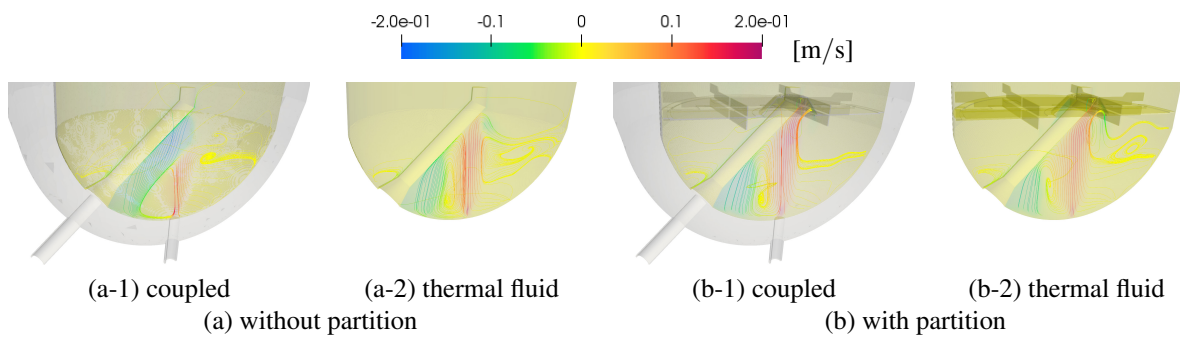 -2.0e-01 -0.1 0 0.1 2.0e-01
[m/s]
(a-1) coupled (a-2) thermal fluid (b-1) coupled (b-2) thermal fluid
(a) without partition (b) with partition